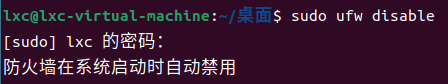 lxc@lxc-virtual-machine:~/桌面$ sudo ufw disable
[sudo] lxc 的密码：
防火墙在系统启动时自动禁用